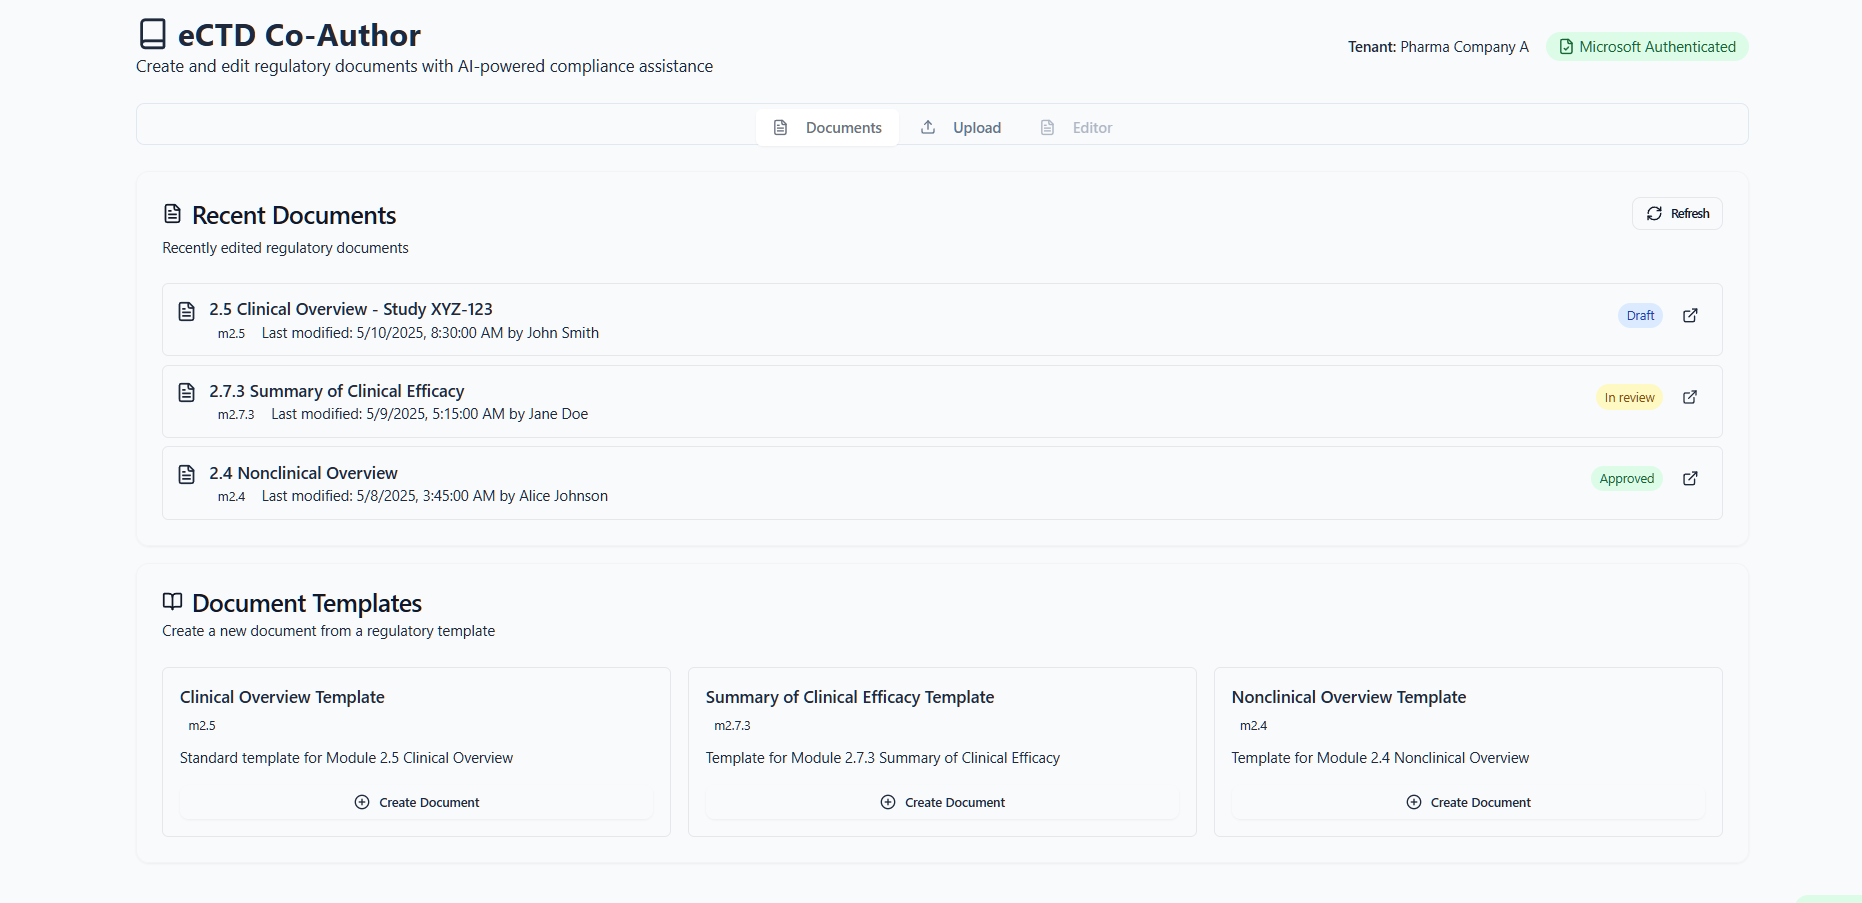 eCTD Co-Author
Create and edit regulatory documents with AI-powered compliance assistance
Tenant: Pharma Company A
Microsoft Authenticated
Documents
Upload
Editor
Recent Documents
Refresh
Recently edited regulatory documents
2.5 Clinical Overview - Study XYZ-123
m2.5 Last modified: 5/10/2025, 8:30:00 AM by John Smith
Draft
2.7.3 Summary of Clinical Efficacy
m2.7.3 Last modified: 5/9/2025, 5:15:00 AM by Jane Doe
In review
2.4 Nonclinical Overview
m2.4 Last modified: 5/8/2025, 3:45:00 AM by Alice Johnson
Approved
Document Templates
Create a new document from a regulatory template
Clinical Overview Template
m2.5
Standard template for Module 2.5 Clinical Overview
Create Document
Summary of Clinical Efficacy Template
m2.7.3
Template for Module 2.7.3 Summary of Clinical Efficacy
Create Document
Nonclinical Overview Template
m2.4
Template for Module 2.4 Nonclinical Overview
Create Document